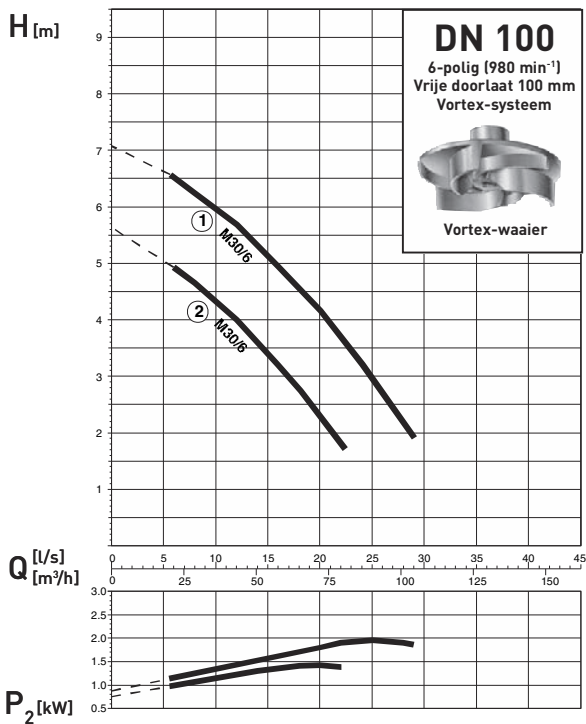 H [m]
DN 100
6-polig (980 min⁻¹)
Vrije doorlaat 100 mm
Vortex-systeem
Vortex-waaier
9
8
7
6
5
4
3
2
1
1 M30/6
2 M30/6
Q [l/s]
0 5 10 15 20 25 30 35 40 45
[m³/h]
0 25 50 75 100 125 150
3.0
2.5
2.0
1.5
1.0
0.5
P₂ [kW]